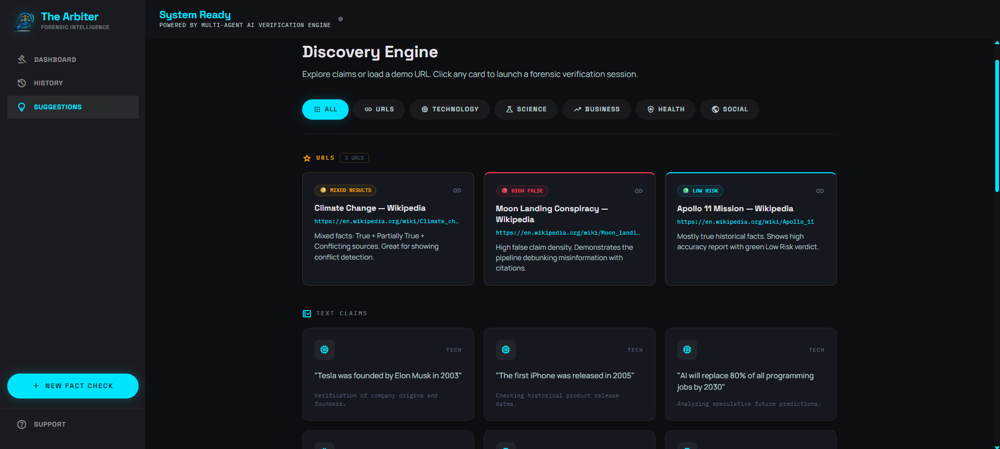 The Arbiter
FORENSIC INTELLIGENCE
DASHBOARD
HISTORY
SUGGESTIONS
+ NEW FACT CHECK
SUPPORT
System Ready
POWERED BY MULTI-AGENT AI VERIFICATION ENGINE
Discovery Engine
Explore claims or load a demo URL. Click any card to launch a forensic verification session.
ALL
URLS
TECHNOLOGY
SCIENCE
BUSINESS
HEALTH
SOCIAL
URLS
3 URLS
MIXED RESULTS
Climate Change — Wikipedia
https://en.wikipedia.org/wiki/Climate_ch…
Mixed facts: True + Partially True +
Conflicting sources. Great for showing
conflict detection.
HIGH FALSE
Moon Landing Conspiracy —
Wikipedia
https://en.wikipedia.org/wiki/Moon_landi…
High false claim density. Demonstrates the
pipeline debunking misinformation with
citations.
LOW RISK
Apollo 11 Mission — Wikipedia
https://en.wikipedia.org/wiki/Apollo_11
Mostly true historical facts. Shows high
accuracy report with green Low Risk verdict.
TEXT CLAIMS
TECH
"Tesla was founded by Elon Musk in 2003"
Verification of company origins and
founders.
TECH
"The first iPhone was released in 2005"
Checking historical product release
dates.
TECH
"AI will replace 80% of all programming
jobs by 2030"
Analyzing speculative future predictions.